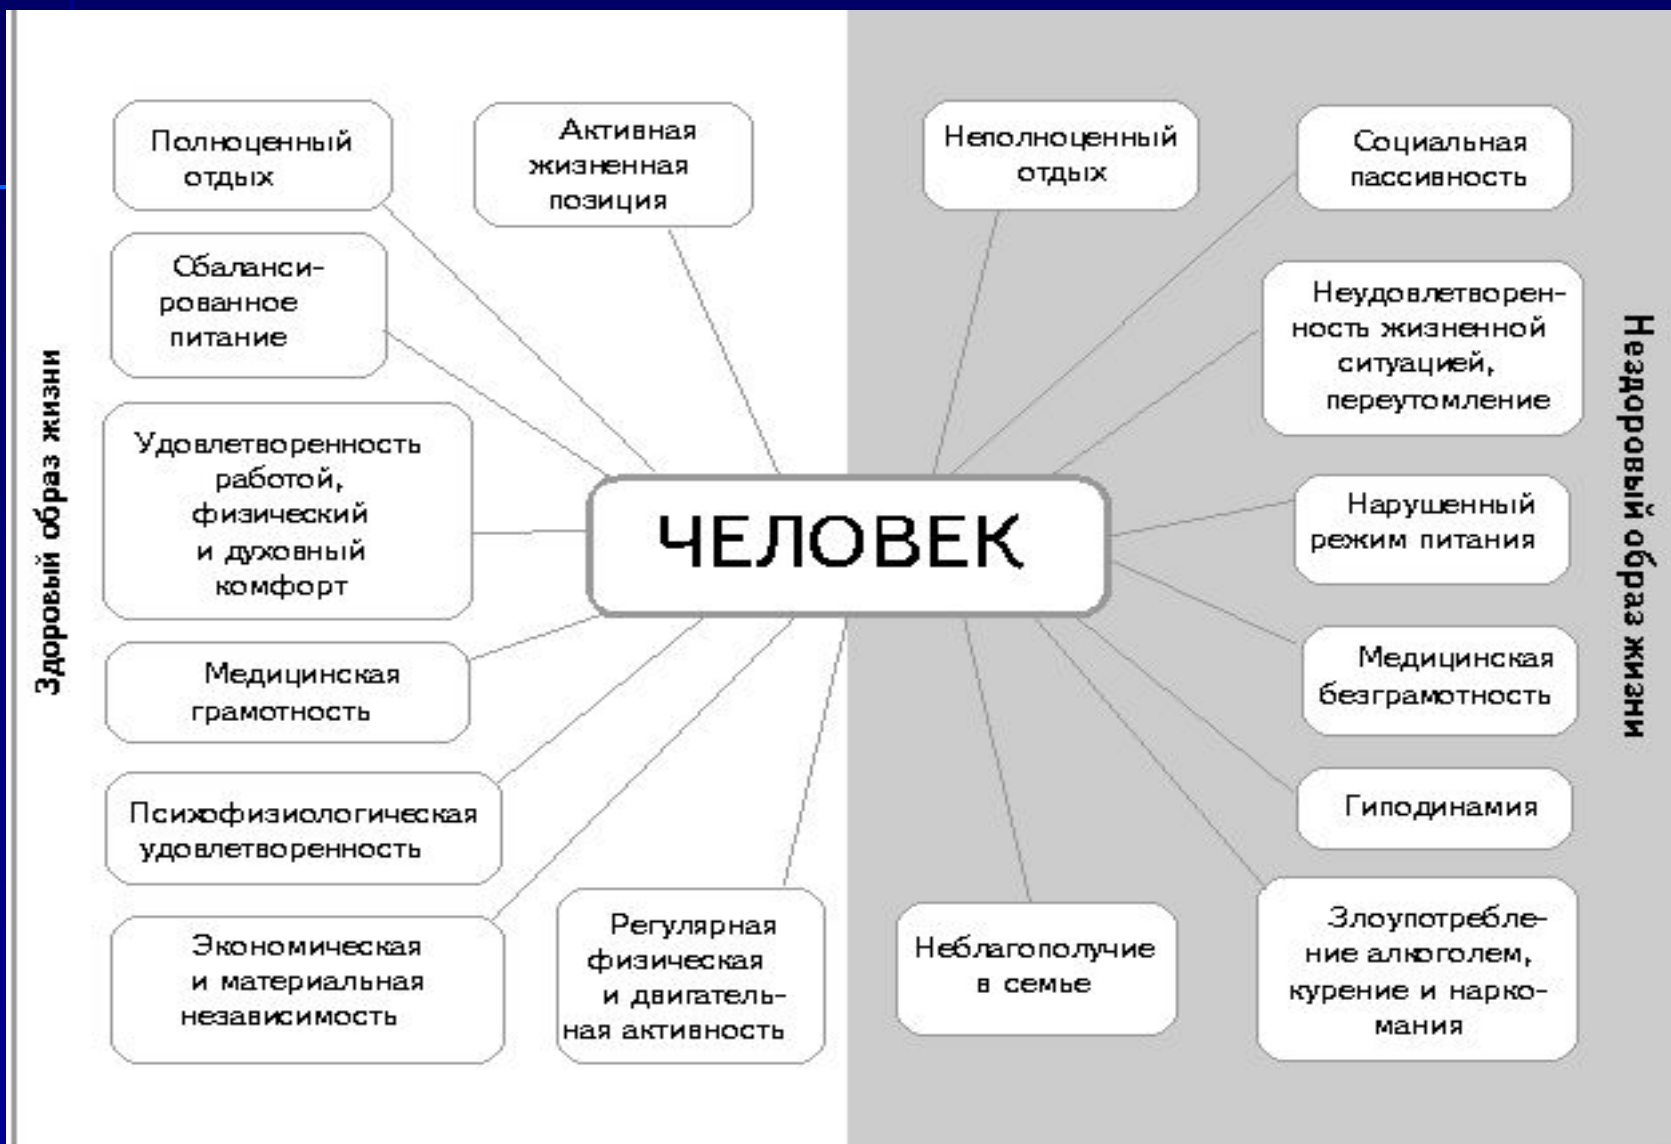 Здоровый образ жизни
Полноценный
отдых
Активная
жизненная
позиция
Сбаланси-
рованное
питание
Удовлетворенность
работой,
физический
и духовный
комфорт
Медицинская
грамотность
Психофизиологическая
удовлетворенность
Экономическая
и материальная
независимость
Регулярная
физическая
и двигатель-
ная активность
ЧЕЛОВЕК
Неполноценный
отдых
Социальная
пассивность
Неудовлетворен-
ность жизненной
ситуацией,
переутомление
Нарушенный
режим питания
Медицинская
безграмотность
Гиподинамия
Злоупотребле-
ние алкоголем,
курение и нарко-
мания
Неблагополучие
в семье
Нездоровый образ жизни